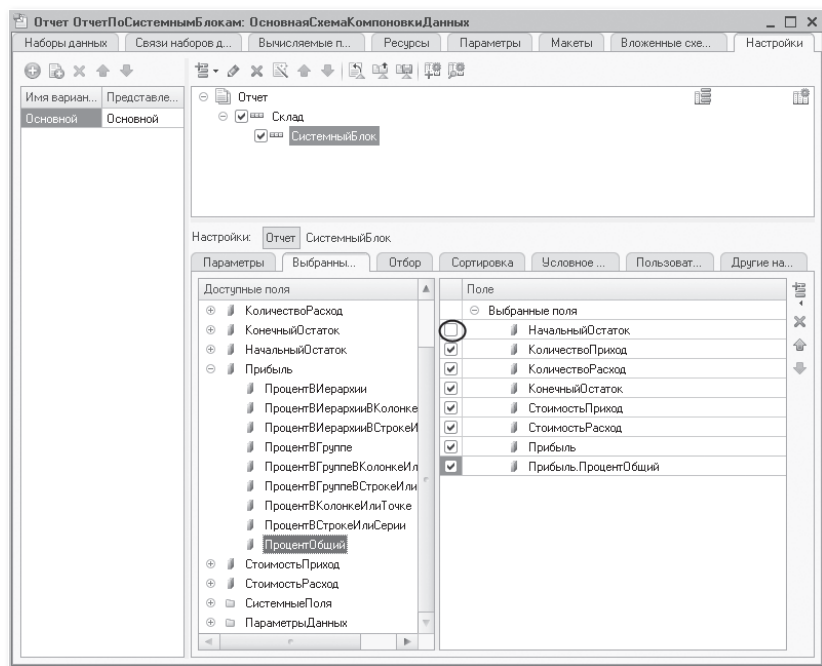 Отчет ОтчетПоСистемнымБлокам: ОсновнаяСхемаКомпоновкиДанных
Наборы данных Связи наборов д... Вычисляемые п... Ресурсы Параметры Макеты Вложенные схе... Настройки
Имя вариан... Представле...
Основной Основной
Отчет
Склад
СистемныйБлок
Настройки: Отчет СистемныйБлок
Параметры Выбранны... Отбор Сортировка Условное ... Пользоват... Другие на...
Доступные поля
КоличествоРасход
КонечныйОстаток
НачальныйОстаток
Прибыль
ПроцентВИерархии
ПроцентВИерархииВКолонке
ПроцентВИерархииВСтрокеИ
ПроцентВГруппе
ПроцентВГруппеВКолонкеИл
ПроцентВГруппеВСтрокеИли
ПроцентВКолонкеИлиТочке
ПроцентВСтрокеИлиСерии
ПроцентОбщий
СтоимостьПриход
СтоимостьРасход
СистемныеПоля
ПараметрыДанных
Поле
Выбранные поля
НачальныйОстаток
КоличествоПриход
КоличествоРасход
КонечныйОстаток
СтоимостьПриход
СтоимостьРасход
Прибыль
Прибыль.ПроцентОбщий